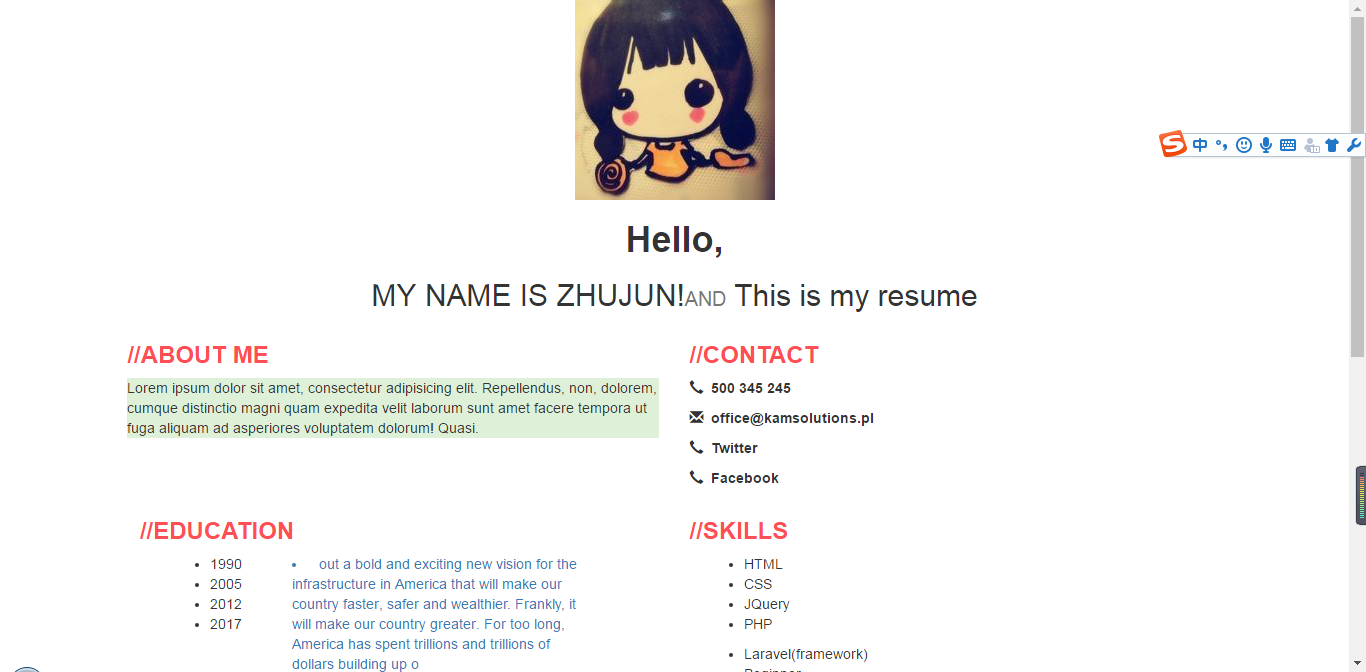 中
Hello,
MY NAME IS ZHUJUN!AND This is my resume
//ABOUT ME
Lorem ipsum dolor sit amet, consectetur adipisicing elit. Repellendus, non, dolorem,
cumque distinctio magni quam expedita velit laborum sunt amet facere tempora ut
fuga aliquam ad asperiores voluptatem dolorum! Quasi.
//CONTACT
500 345 245
office@kamsolutions.pl
Twitter
Facebook
//EDUCATION
1990
2005
2012
2017
out a bold and exciting new vision for the
infrastructure in America that will make our
country faster, safer and wealthier. Frankly, it
will make our country greater. For too long,
America has spent trillions and trillions of
dollars building up o
//SKILLS
HTML
CSS
JQuery
PHP
Laravel(framework)